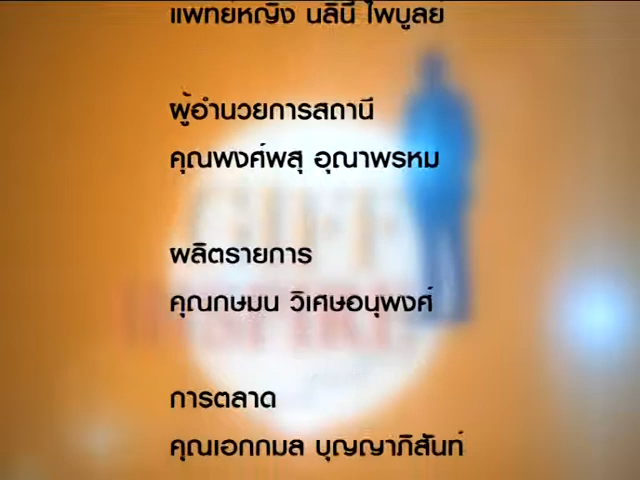 แพทย์หญิง นลินี ไพบูลย์
ผู้อำนวยการสถานี
คุณพงศ์พสุ อุณาพรหม
ผลิตรายการ
คุณกษมน วิเศษอนุพงศ์
การตลาด
คุณเอกกมล บุญญาภิสันท์